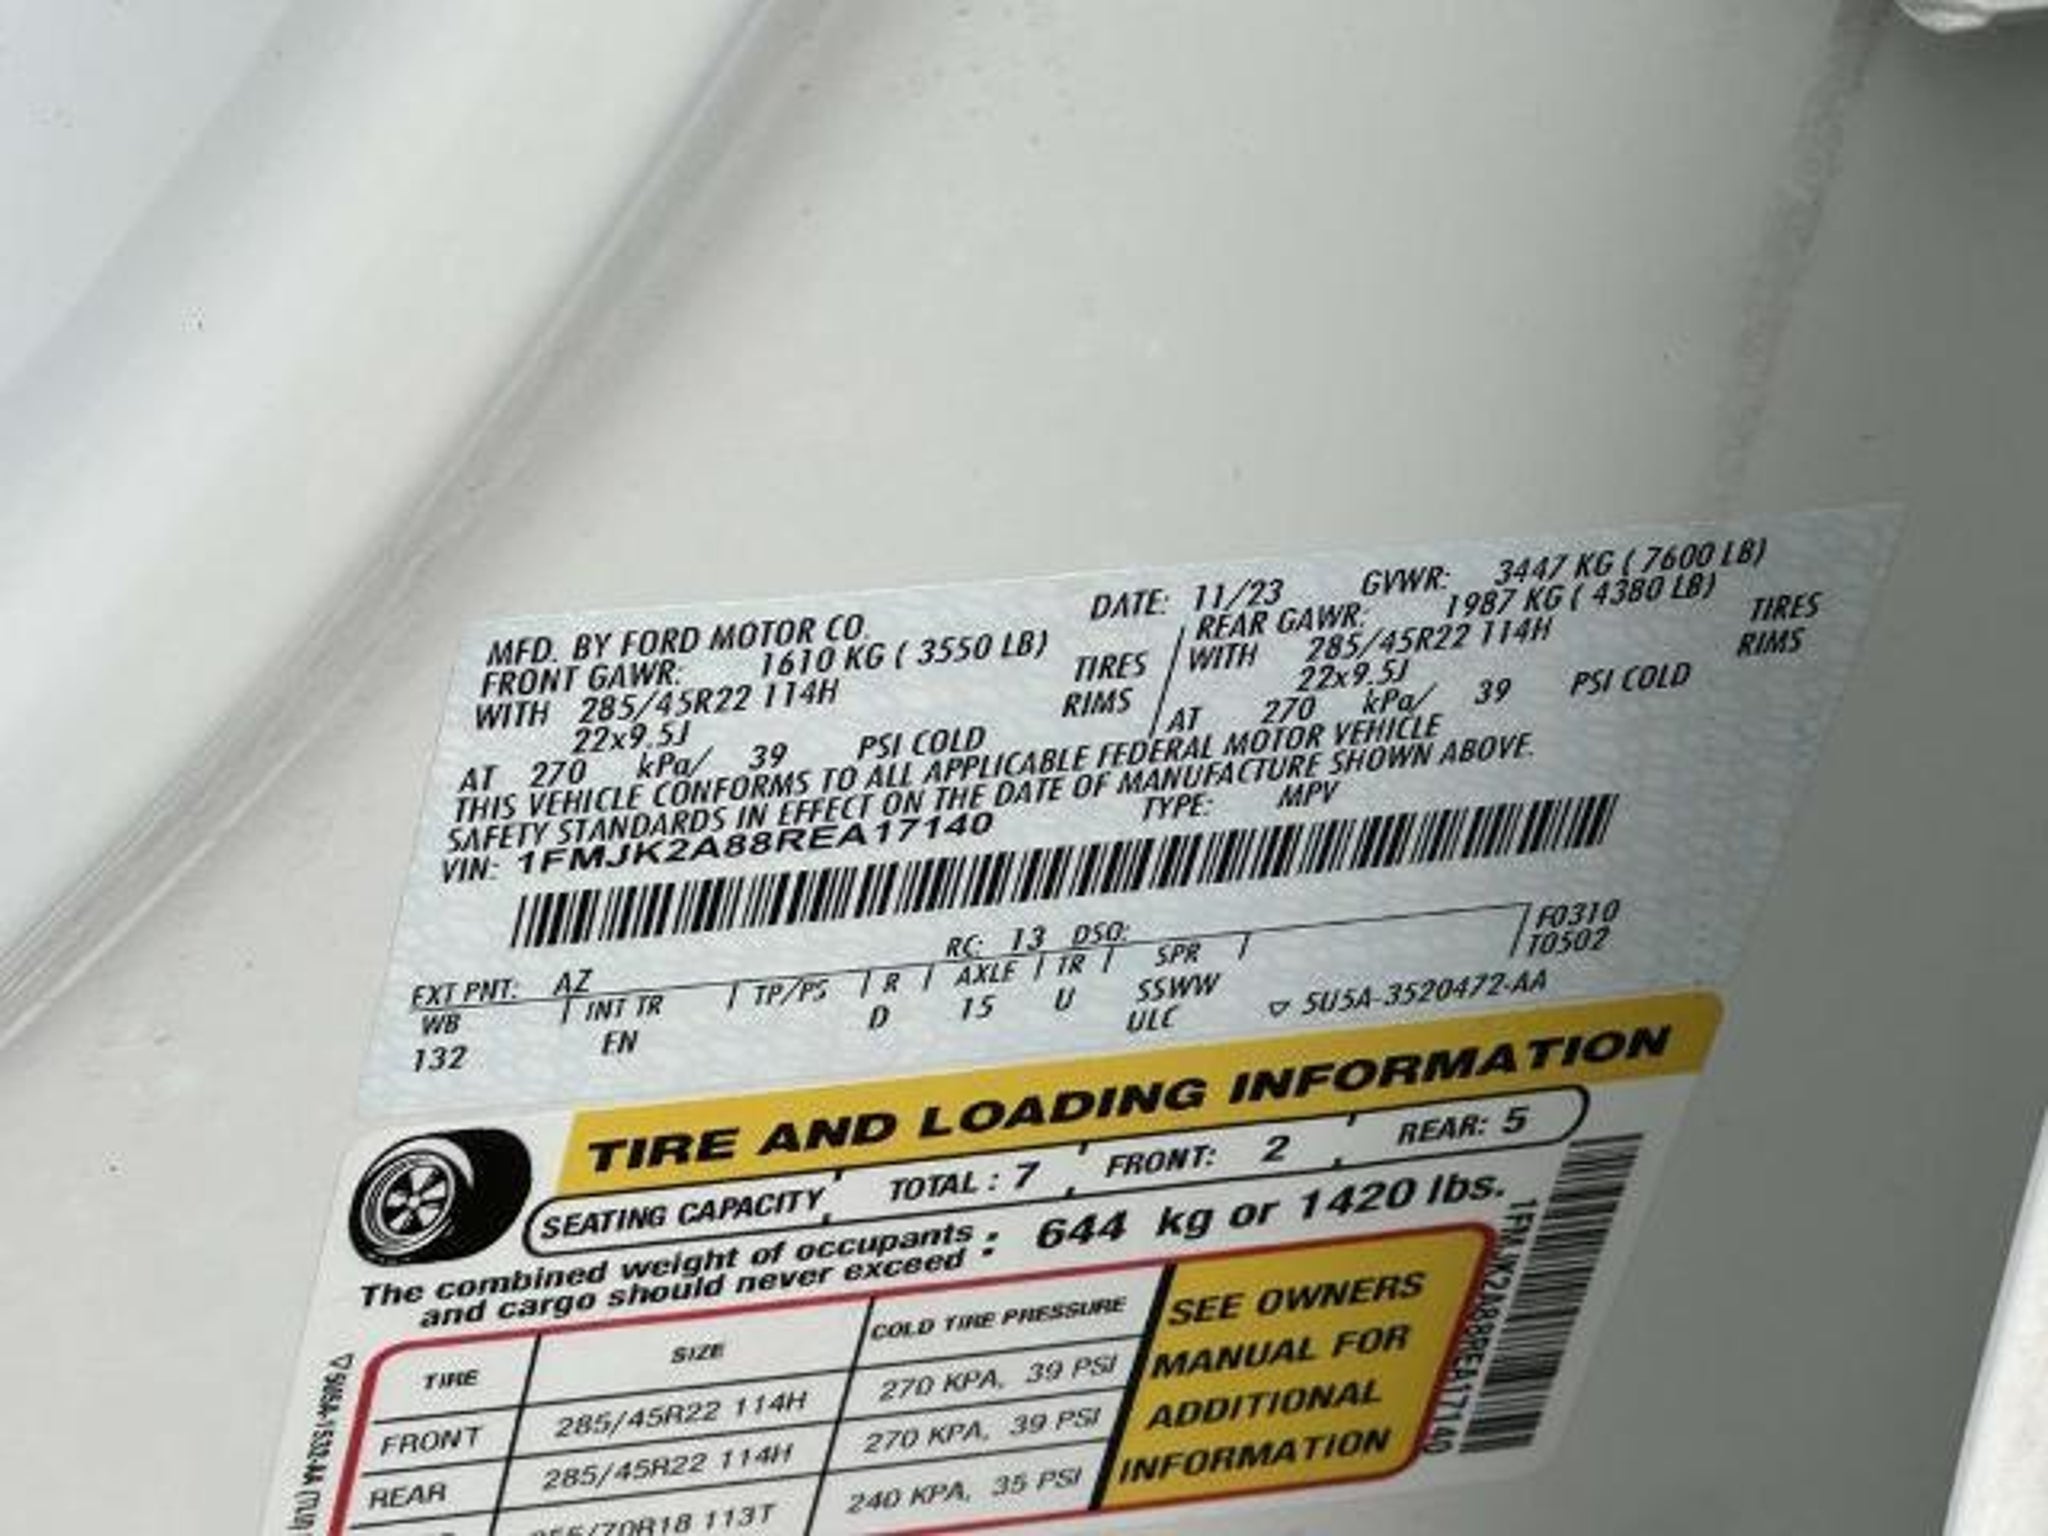 MFD. BY FORD MOTOR CO. DATE: 11/23 GVWR: 3447 KG ( 7600 LB)
FRONT GAWR: 1610 KG ( 3550 LB) REAR GAWR: 1987 KG ( 4380 LB)
WITH 285/45R22 114H TIRES WITH 285/45R22 114H TIRES
22x9.5J RIMS 22x9.5J RIMS
AT 270 kPa/ 39 PSI COLD AT 270 kPa/ 39 PSI COLD
THIS VEHICLE CONFORMS TO ALL APPLICABLE FEDERAL MOTOR VEHICLE
SAFETY STANDARDS IN EFFECT ON THE DATE OF MANUFACTURE SHOWN ABOVE.
VIN: 1FMJK2A88REA17140 TYPE: MPV
EXT PNT: AZ RC: 13 DSO: F0310
WB INT TR TP/PS R AXLE TR SPR T0502
132 EN D 15 U SSWW
ULC ▽ 5U5A-3520472-AA
TIRE AND LOADING INFORMATION
SEATING CAPACITY TOTAL : 7 FRONT: 2 REAR: 5
The combined weight of occupants
and cargo should never exceed : 644 kg or 1420 lbs.
TIRE SIZE COLD TIRE PRESSURE
FRONT 285/45R22 114H 270 KPA, 39 PSI
REAR 285/45R22 114H 270 KPA, 39 PSI
70R18 113T 240 KPA, 35 PSI
SEE OWNERS
MANUAL FOR
ADDITIONAL
INFORMATION
1FMJK2A88REA17140